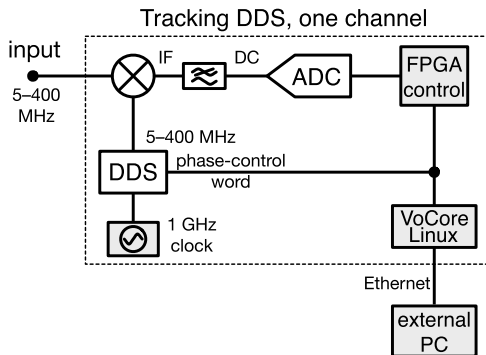 Tracking DDS, one channel
input
5–400
MHz
IF
DC
ADC
FPGA
control
5–400 MHz
DDS
phase-control
word
1 GHz
clock
VoCore
Linux
Ethernet
external
PC